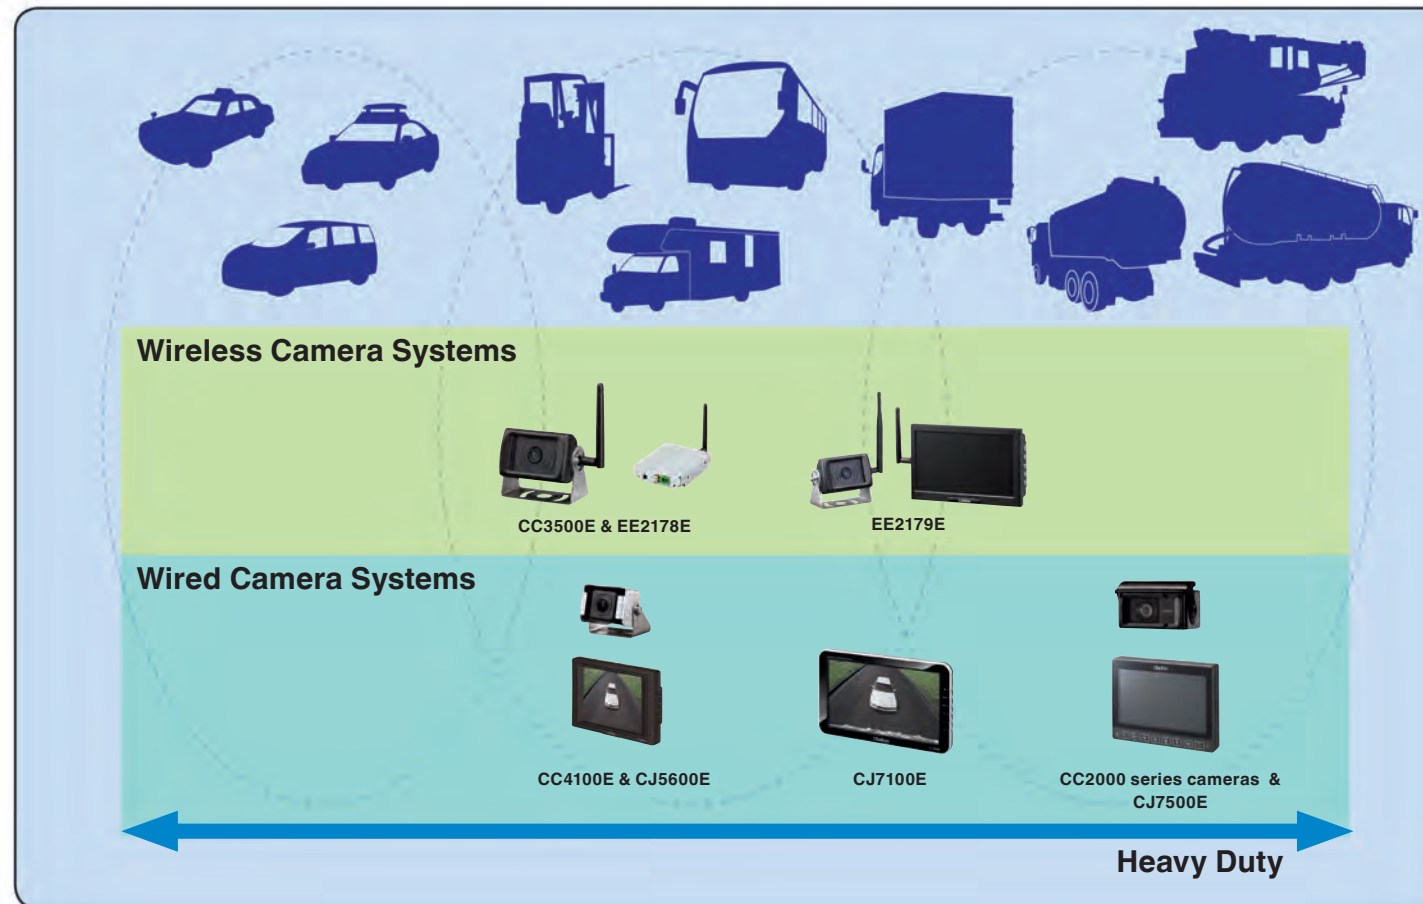 Wireless Camera Systems
CC3500E & EE2178E
EE2179E
Wired Camera Systems
CC4100E & CJ5600E
CJ7100E
CC2000 series cameras &
CJ7500E
Heavy Duty